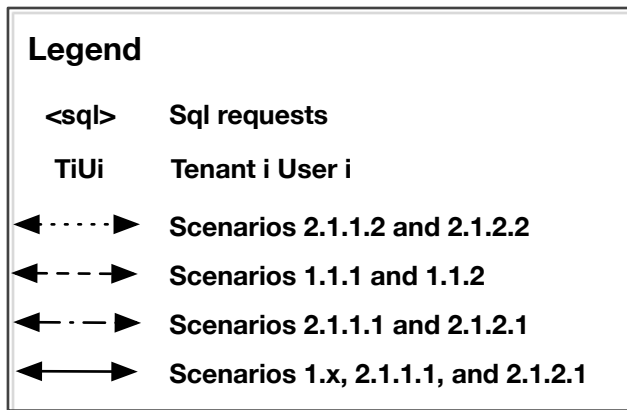 Legend
<sql> Sql requests
TiUi Tenant i User i
Scenarios 2.1.1.2 and 2.1.2.2
Scenarios 1.1.1 and 1.1.2
Scenarios 2.1.1.1 and 2.1.2.1
Scenarios 1.x, 2.1.1.1, and 2.1.2.1